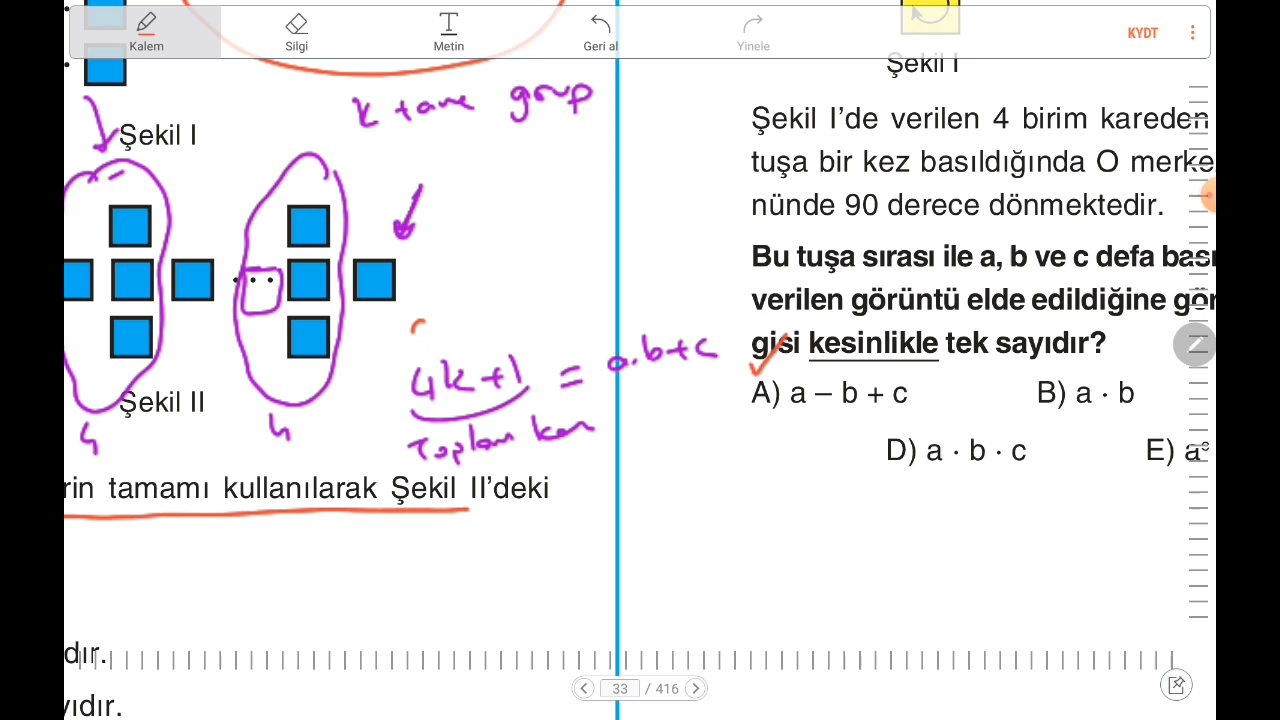 Kalem
Silgi
Metin
Geri al
Yinele
KYDT
k tane grup
Şekil I
4k+1 = a.b+c
Toplam kare
Şekil II
4
4
rin tamamı kullanılarak Şekil II’deki
dır.
yıdır.
Şekil I
Şekil I’de verilen 4 birim kareden
tuşa bir kez basıldığında O merke
nünde 90 derece dönmektedir.
Bu tuşa sırası ile a, b ve c defa bası
verilen görüntü elde edildiğine gör
gisi kesinlikle tek sayıdır?
A) a – b + c
B) a · b
D) a · b · c
E) a
33 / 416